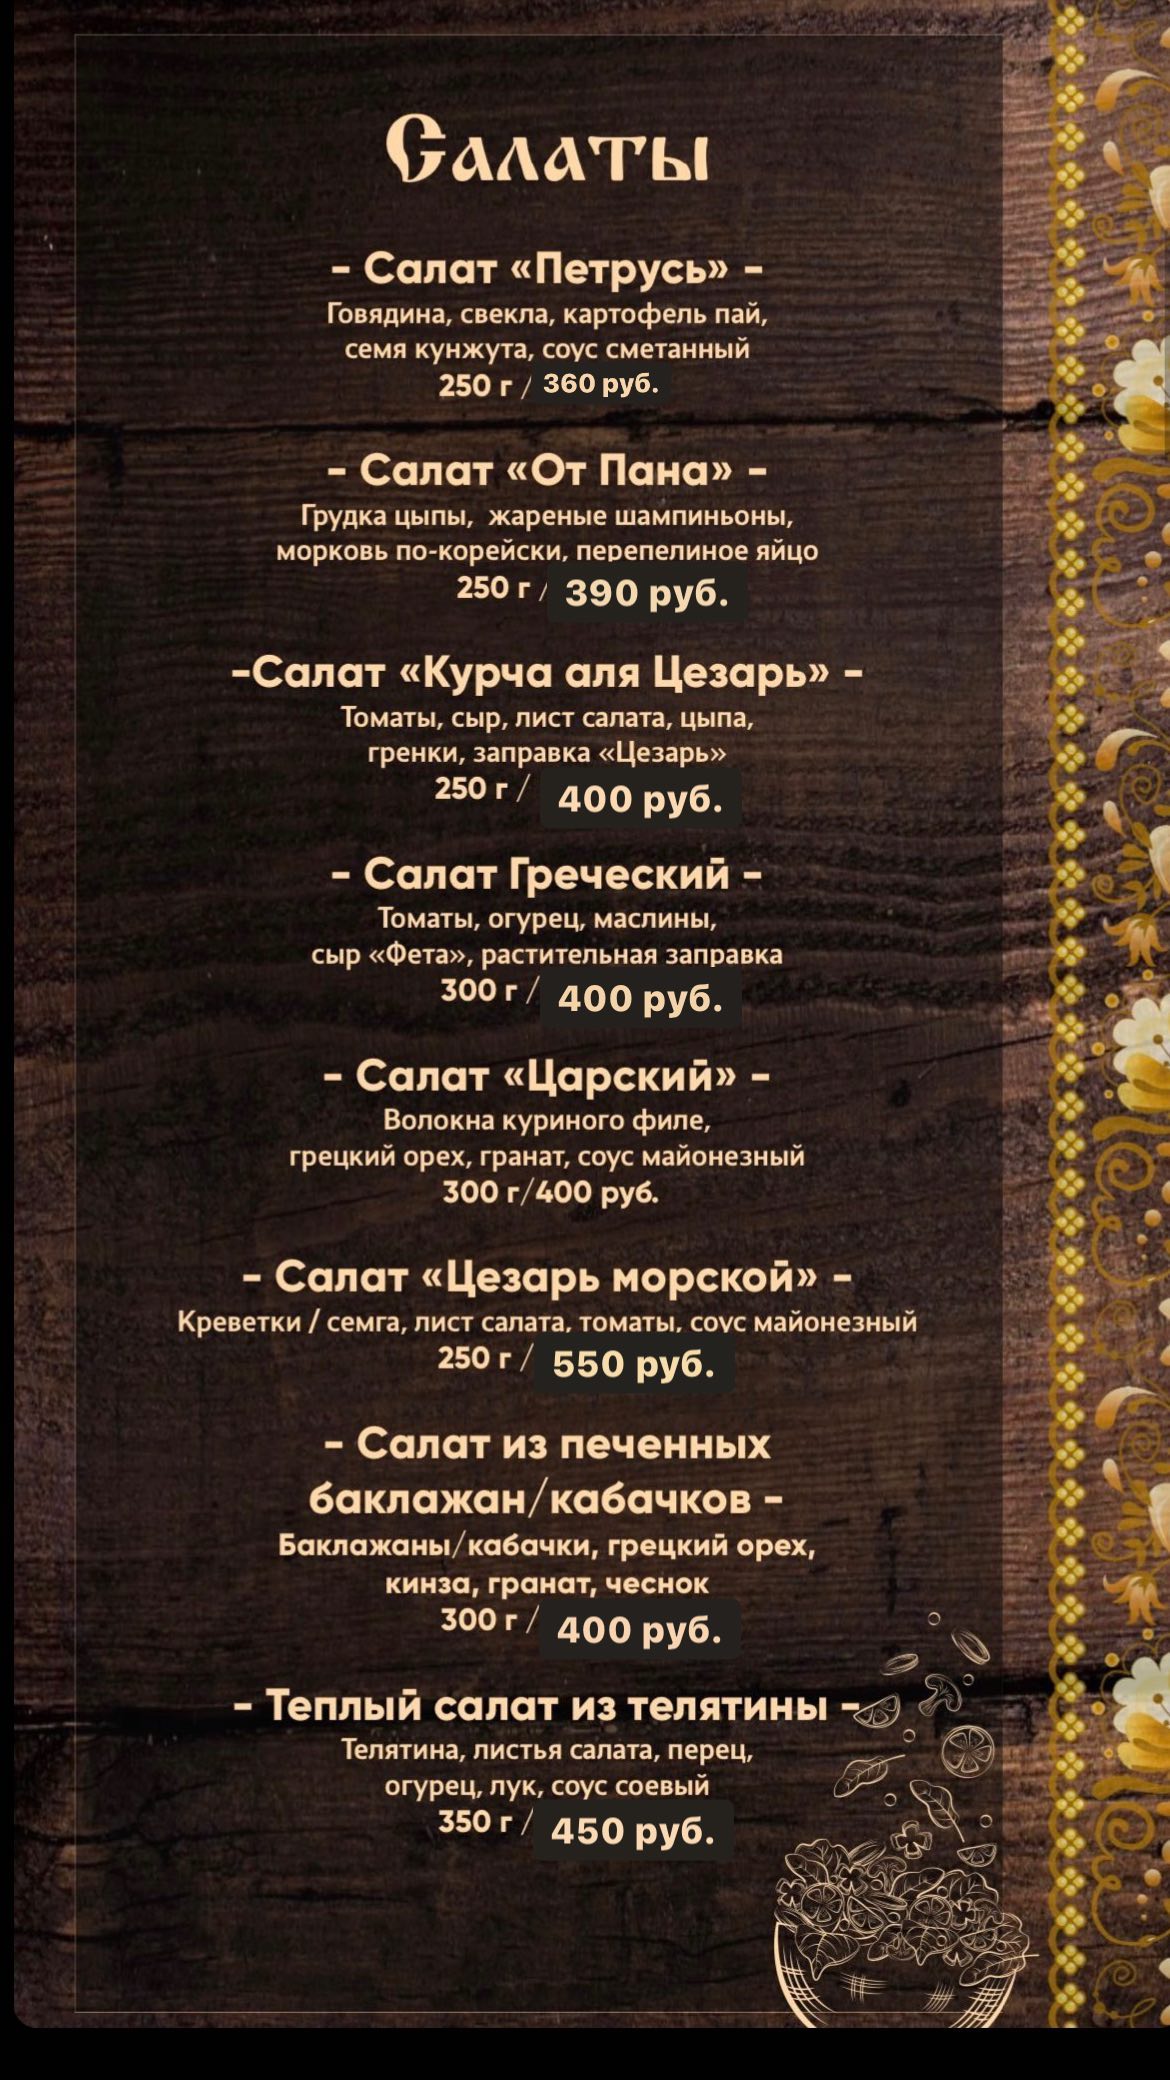 Салаты
- Салат «Петрусь» -
Говядина, свекла, картофель пай,
семя кунжута, соус сметанный
250 г / 360 руб.
- Салат «От Пана» -
Грудка цыпы, жареные шампиньоны,
морковь по-корейски, перепелиное яйцо
250 г / 390 руб.
-Салат «Курча аля Цезарь» -
Томаты, сыр, лист салата, цыпа,
гренки, заправка «Цезарь»
250 г / 400 руб.
- Салат Греческий -
Томаты, огурец, маслины,
сыр «Фета», растительная заправка
300 г / 400 руб.
- Салат «Царский» -
Волокна куриного филе,
грецкий орех, гранат, соус майонезный
300 г/400 руб.
- Салат «Цезарь морской» -
Креветки / семга, лист салата, томаты, соус майонезный
250 г / 550 руб.
- Салат из печенных
баклажан/кабачков -
Баклажаны/кабачки, грецкий орех,
кинза, гранат, чеснок
300 г / 400 руб.
- Теплый салат из телятины -
Телятина, листья салата, перец,
огурец, лук, соус соевый
350 г / 450 руб.